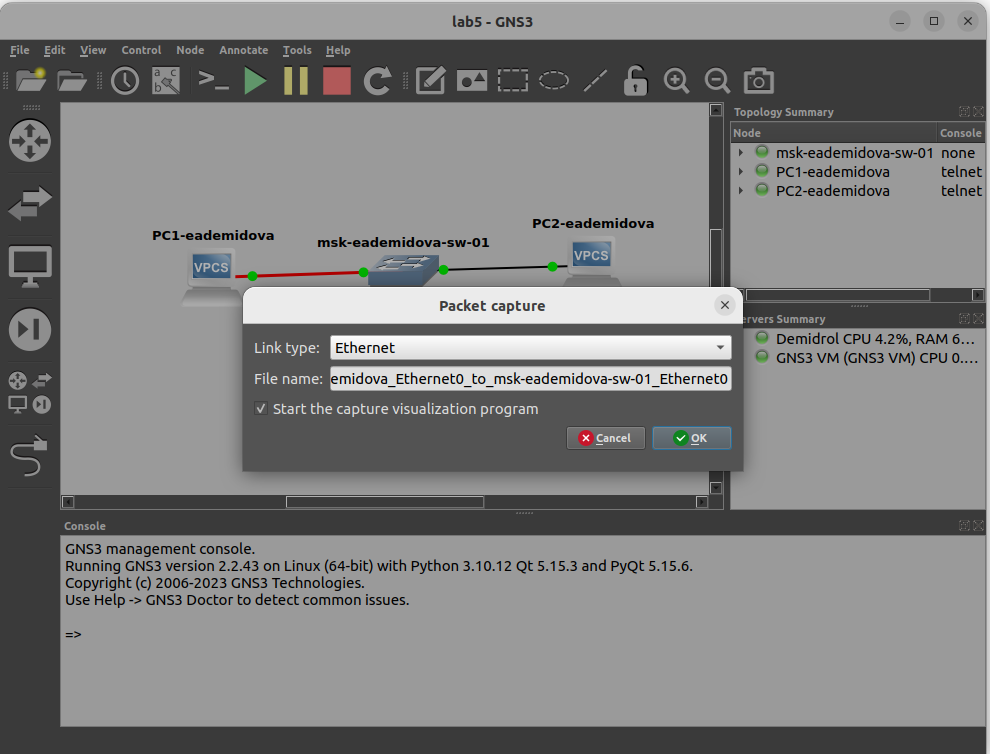 lab5 - GNS3
File Edit View Control Node Annotate Tools Help
Topology Summary
Node Console
msk-eademidova-sw-01 none
PC1-eademidova telnet
PC2-eademidova telnet
PC2-eademidova
PC1-eademidova
msk-eademidova-sw-01
VPCS
VPCS
Packet capture
Link type: Ethernet
File name: emidova_Ethernet0_to_msk-eademidova-sw-01_Ethernet0
Start the capture visualization program
Cancel OK
ervers Summary
Demidrol CPU 4.2%, RAM 6...
GNS3 VM (GNS3 VM) CPU 0....
Console
GNS3 management console.
Running GNS3 version 2.2.43 on Linux (64-bit) with Python 3.10.12 Qt 5.15.3 and PyQt 5.15.6.
Copyright (c) 2006-2023 GNS3 Technologies.
Use Help -> GNS3 Doctor to detect common issues.
=>